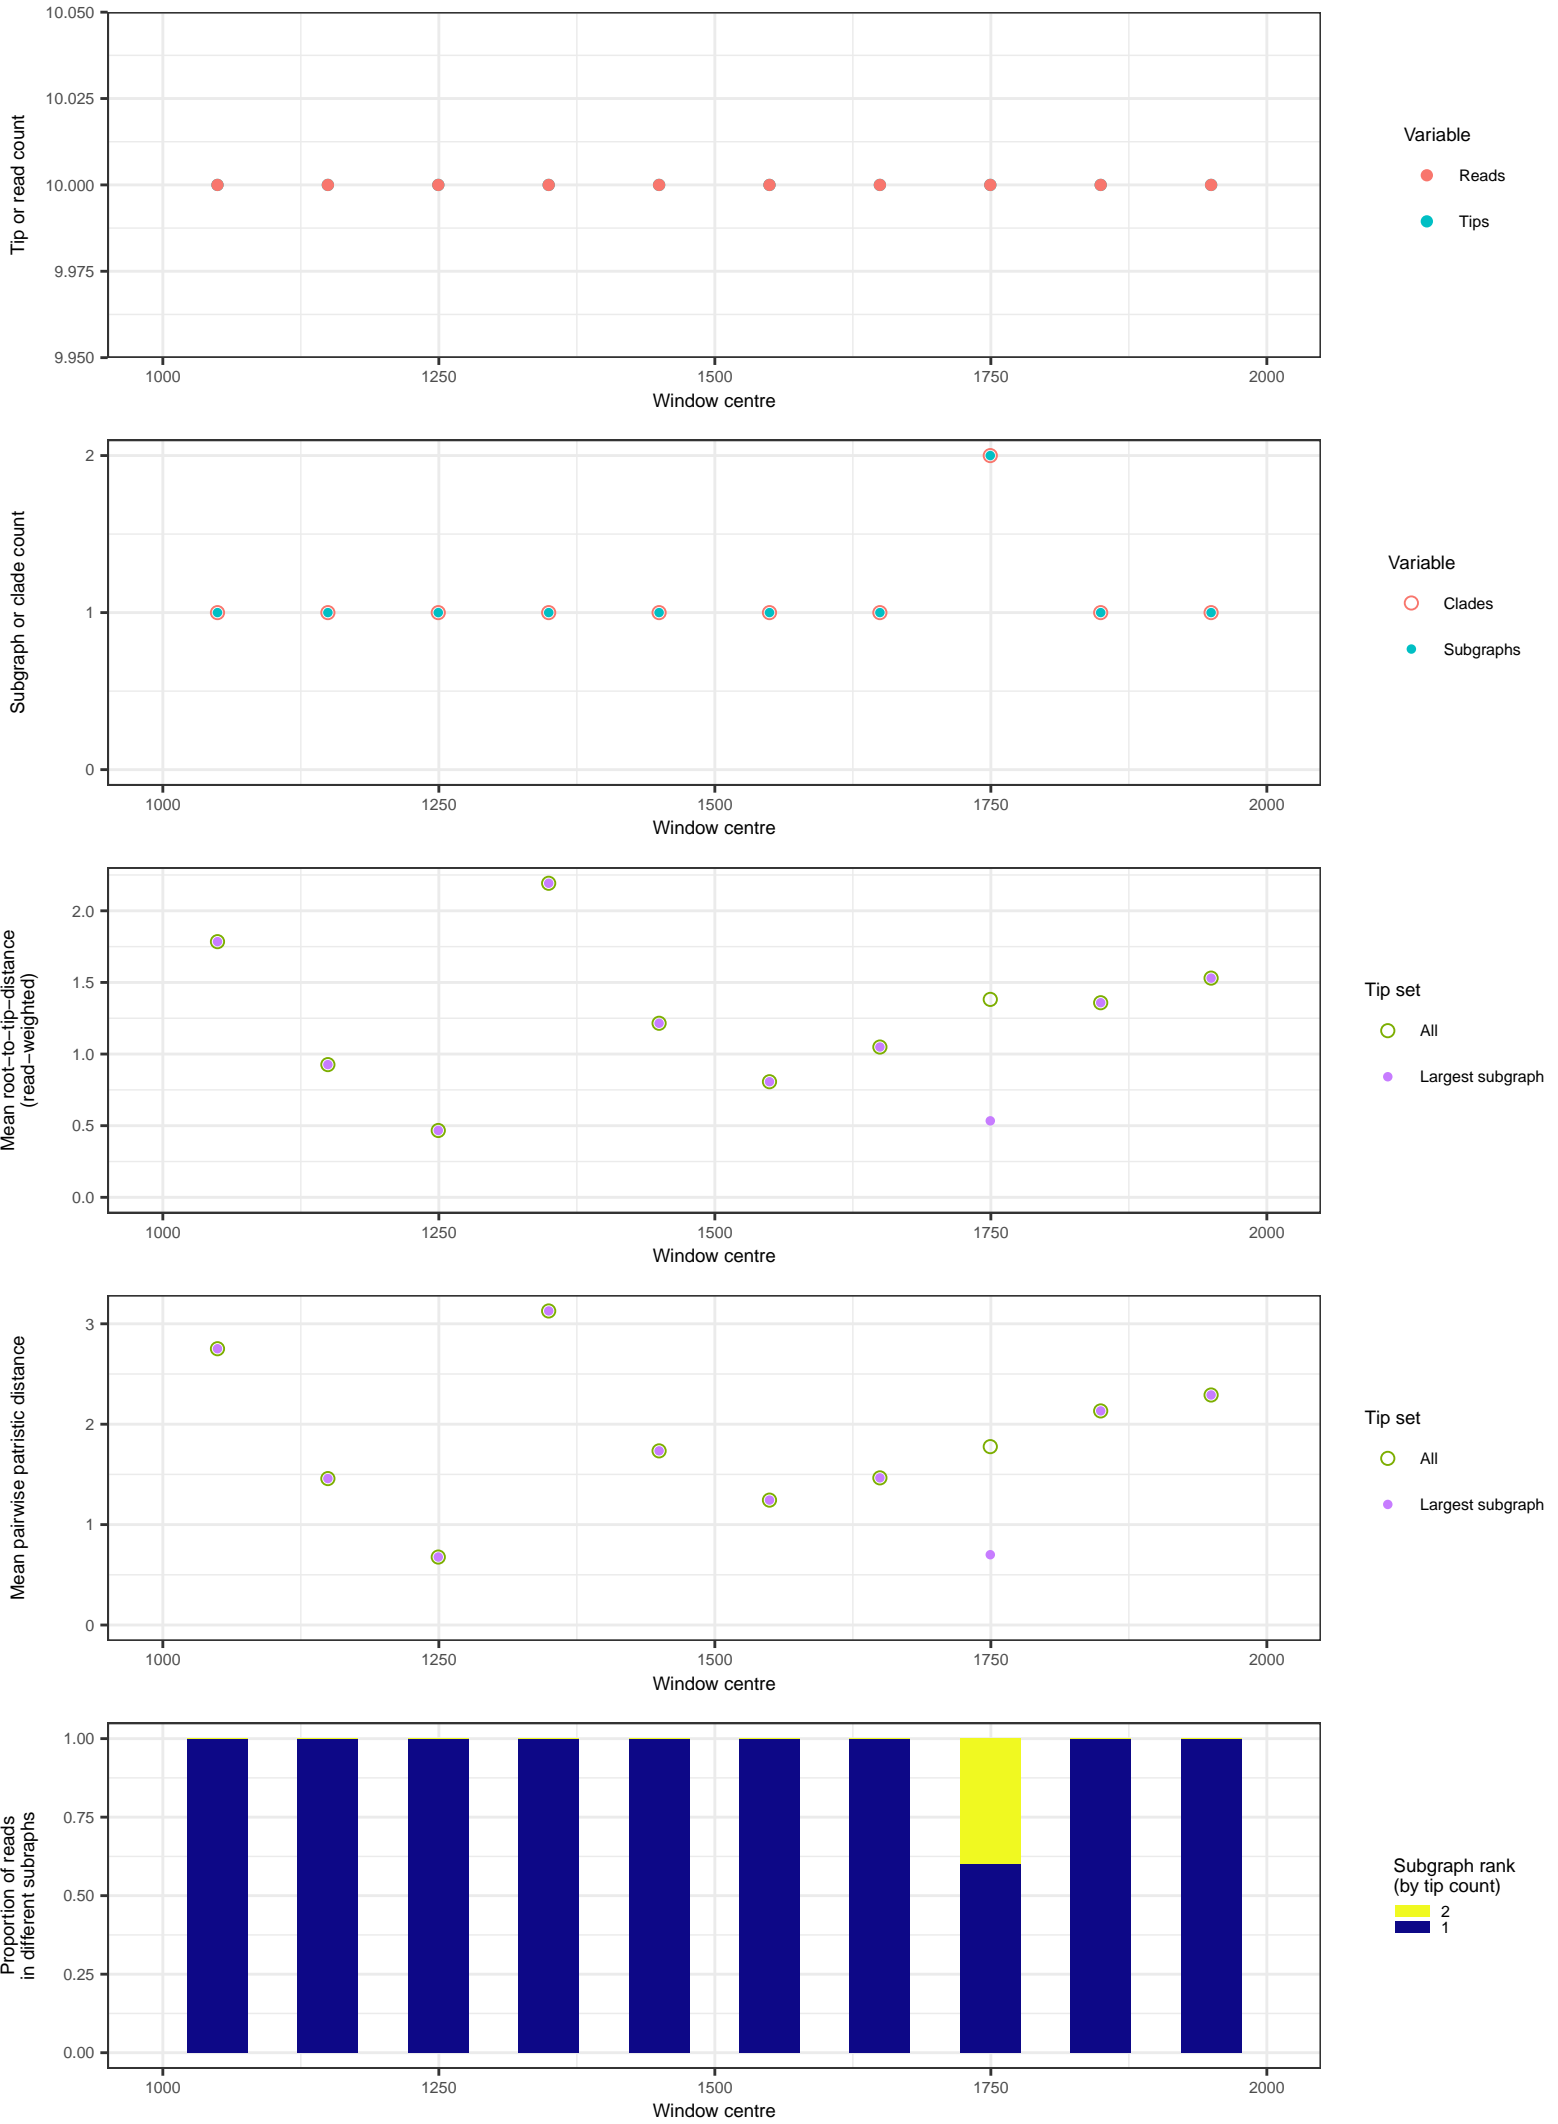 10.050
10.025
10.000
9.975
9.950
Tip or read count
1000 1250 1500 1750 2000
Window centre
Variable
Reads
Tips
2
1
0
Subgraph or clade count
1000 1250 1500 1750 2000
Window centre
Variable
Clades
Subgraphs
2.0
1.5
1.0
0.5
0.0
Mean root−to−tip−distance
(read−weighted)
1000 1250 1500 1750 2000
Window centre
Tip set
All
Largest subgraph
3
2
1
0
Mean pairwise patristic distance
1000 1250 1500 1750 2000
Window centre
Tip set
All
Largest subgraph
1.00
0.75
0.50
0.25
0.00
Proportion of reads
in different subraphs
1000 1250 1500 1750 2000
Window centre
Subgraph rank
(by tip count)
2
1